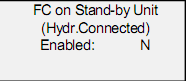 FC on Stand-by Unit
(Hydr.Connected)
Enabled: N